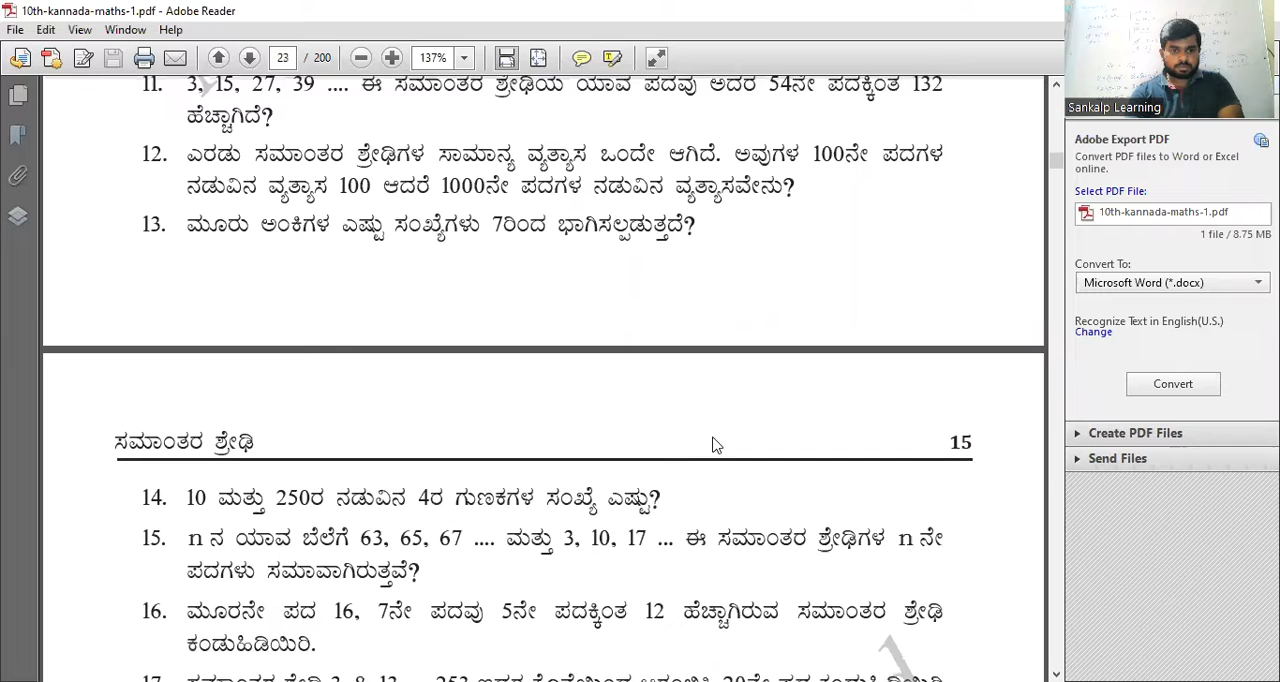 10th-kannada-maths-1.pdf - Adobe Reader
File Edit View Window Help
23 / 200 137%
11. 3, 15, 27, 39 .... ಈ ಸಮಾಂತರ ಶ್ರೇಢಿಯ ಯಾವ ಪದವು ಅದರ 54ನೇ ಪದಕ್ಕಿಂತ 132
ಹೆಚ್ಚಾಗಿದೆ?
12. ಎರಡು ಸಮಾಂತರ ಶ್ರೇಢಿಗಳ ಸಾಮಾನ್ಯ ವ್ಯತ್ಯಾಸ ಒಂದೇ ಆಗಿದೆ. ಅವುಗಳ 100ನೇ ಪದಗಳ
ನಡುವಿನ ವ್ಯತ್ಯಾಸ 100 ಆದರೆ 1000ನೇ ಪದಗಳ ನಡುವಿನ ವ್ಯತ್ಯಾಸವೇನು?
13. ಮೂರು ಅಂಕಿಗಳ ಎಷ್ಟು ಸಂಖ್ಯೆಗಳು 7ರಿಂದ ಭಾಗಿಸಲ್ಪಡುತ್ತದೆ?
ಸಮಾಂತರ ಶ್ರೇಢಿ 15
14. 10 ಮತ್ತು 250ರ ನಡುವಿನ 4ರ ಗುಣಕಗಳ ಸಂಖ್ಯೆ ಎಷ್ಟು?
15. n ನ ಯಾವ ಬೆಲೆಗೆ 63, 65, 67 .... ಮತ್ತು 3, 10, 17 ... ಈ ಸಮಾಂತರ ಶ್ರೇಢಿಗಳ n ನೇ
ಪದಗಳು ಸಮಾವಾಗಿರುತ್ತವೆ?
16. ಮೂರನೇ ಪದ 16, 7ನೇ ಪದವು 5ನೇ ಪದಕ್ಕಿಂತ 12 ಹೆಚ್ಚಾಗಿರುವ ಸಮಾಂತರ ಶ್ರೇಢಿ
ಕಂಡುಹಿಡಿಯಿರಿ.
Sankalp Learning
Adobe Export PDF
Convert PDF files to Word or Excel
online.
Select PDF File:
10th-kannada-maths-1.pdf
1 file / 8.75 MB
Convert To:
Microsoft Word (*.docx)
Recognize Text in English(U.S.)
Change
Convert
Create PDF Files
Send Files